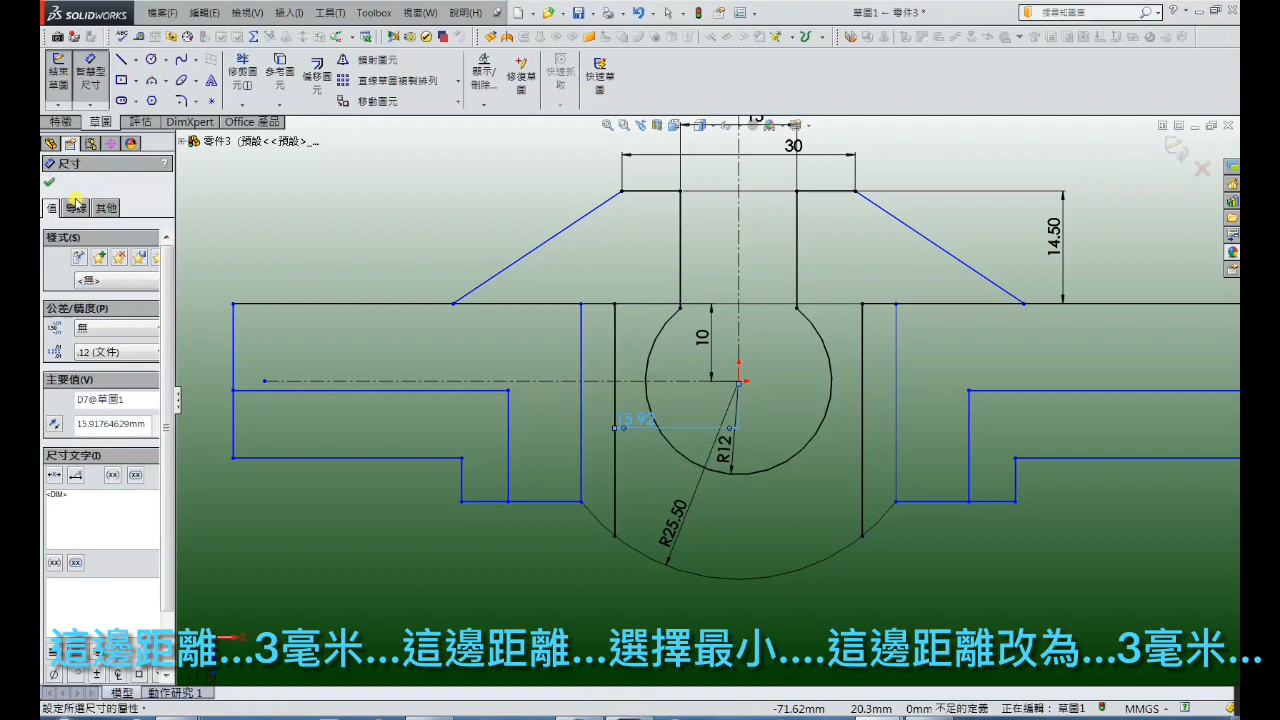 SOLIDWORKS 檔案(F) 編輯(E) 檢視(V) 插入(I) 工具(T) Toolbox 視窗(W) 說明(H) 草圖1 ← 零件3 * 搜尋知識庫
結束草圖
智慧型尺寸
修剪圖元(I)
參考圖元
偏移圖元
鏡射圖元
直線草圖複製排列
移動圖元
顯示/刪除...
修復草圖
快速抓取
快速草圖
特徵 草圖 評估 DimXpert Office 產品
零件3 (預設<<預設>_...
尺寸 ?
值 導線 其他
樣式(S)
<無>
公差/精度(P)
無
.12 (文件)
主要值(V)
D7@草圖1
15.91764629mm
尺寸文字(I)
<DIM>
15
30
14.50
10
15.92
R12
R25.50
這邊距離...3毫米...這邊距離...選擇最小....這邊距離改為...3毫米...
模型 動作研究 1
設定所選尺寸的屬性。 -71.62mm 20.3mm 0mm 不足的定義 正在編輯: 草圖1 MMGS